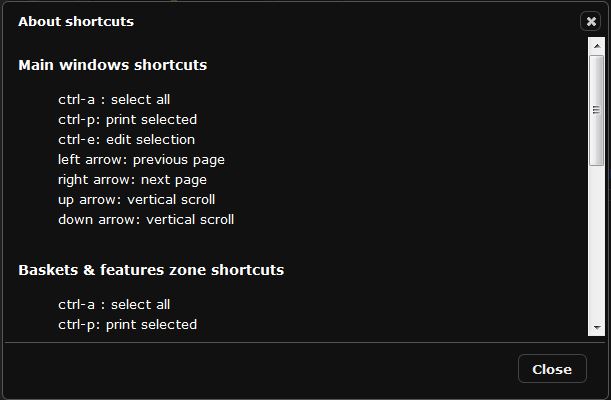 About shortcuts
Main windows shortcuts
ctrl-a : select all
ctrl-p: print selected
ctrl-e: edit selection
left arrow: previous page
right arrow: next page
up arrow: vertical scroll
down arrow: vertical scroll
Baskets & features zone shortcuts
ctrl-a : select all
ctrl-p: print selected
Close